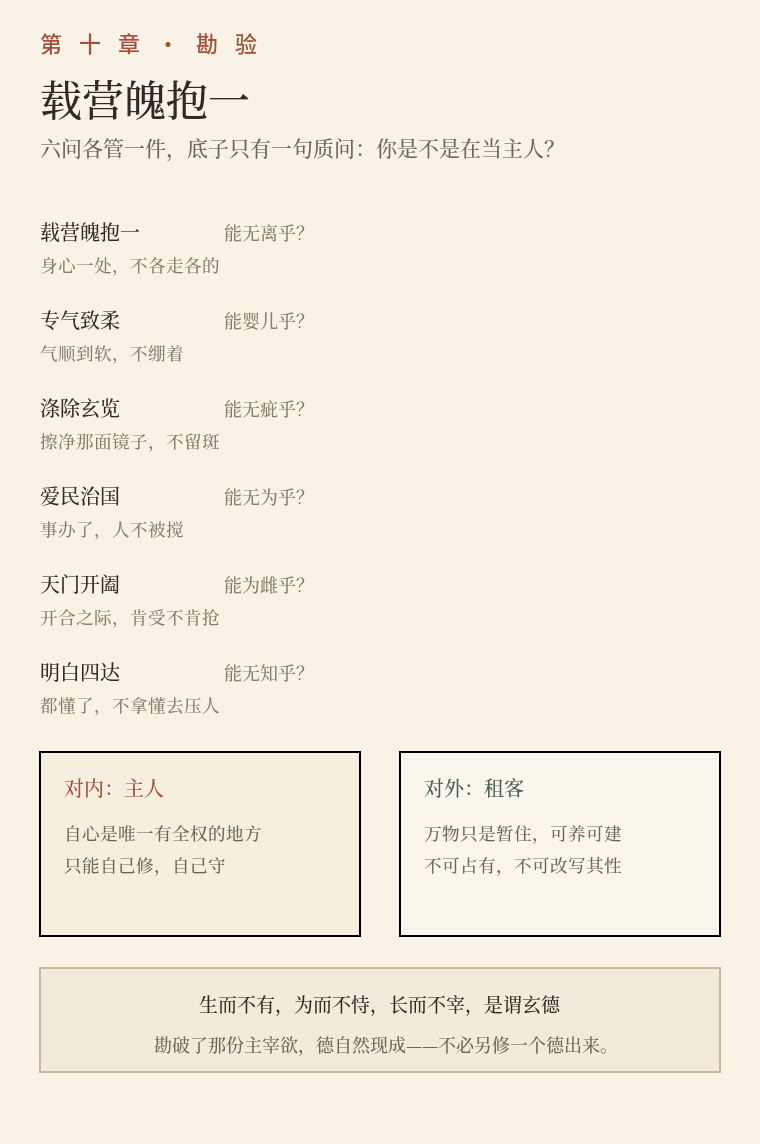 第十章·勘验
载营魄抱一
六问各管一件，底子只有一句质问：你是不是在当主人？
载营魄抱一 能无离乎？
身心一处，不各走各的
专气致柔 能婴儿乎？
气顺到软，不绷着
涤除玄览 能无疵乎？
擦净那面镜子，不留斑
爱民治国 能无为乎？
事办了，人不被搅
天门开阖 能为雌乎？
开合之际，肯受不肯抢
明白四达 能无知乎？
都懂了，不拿懂去压人
对内：主人
自心是唯一有全权的地方
只能自己修，自己守
对外：租客
万物只是暂住，可养可建
不可占有，不可改写其性
生而不有，为而不恃，长而不宰，是谓玄德
勘破了那份主宰欲，德自然现成——不必另修一个德出来。